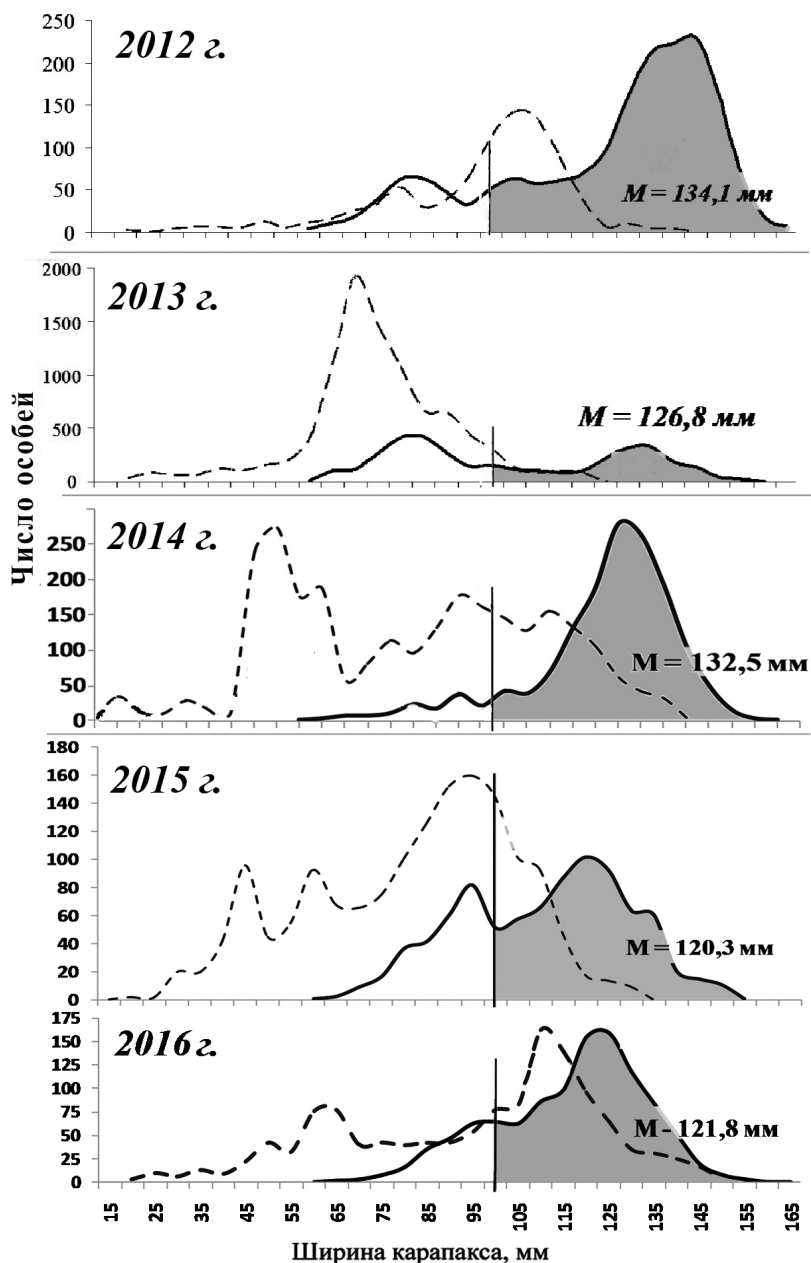 Число особей
2012 г.
250
200
150
100
50
0
M = 134,1 мм
2013 г.
2000
1500
1000
500
0
M = 126,8 мм
2014 г.
250
200
150
100
50
0
M = 132,5 мм
2015 г.
180
160
140
120
100
80
60
40
20
0
M = 120,3 мм
2016 г.
175
150
125
100
75
50
25
0
M - 121,8 мм
15 25 35 45 55 65 75 85 95 105 115 125 135 145 155 165
Ширина карапакса, мм